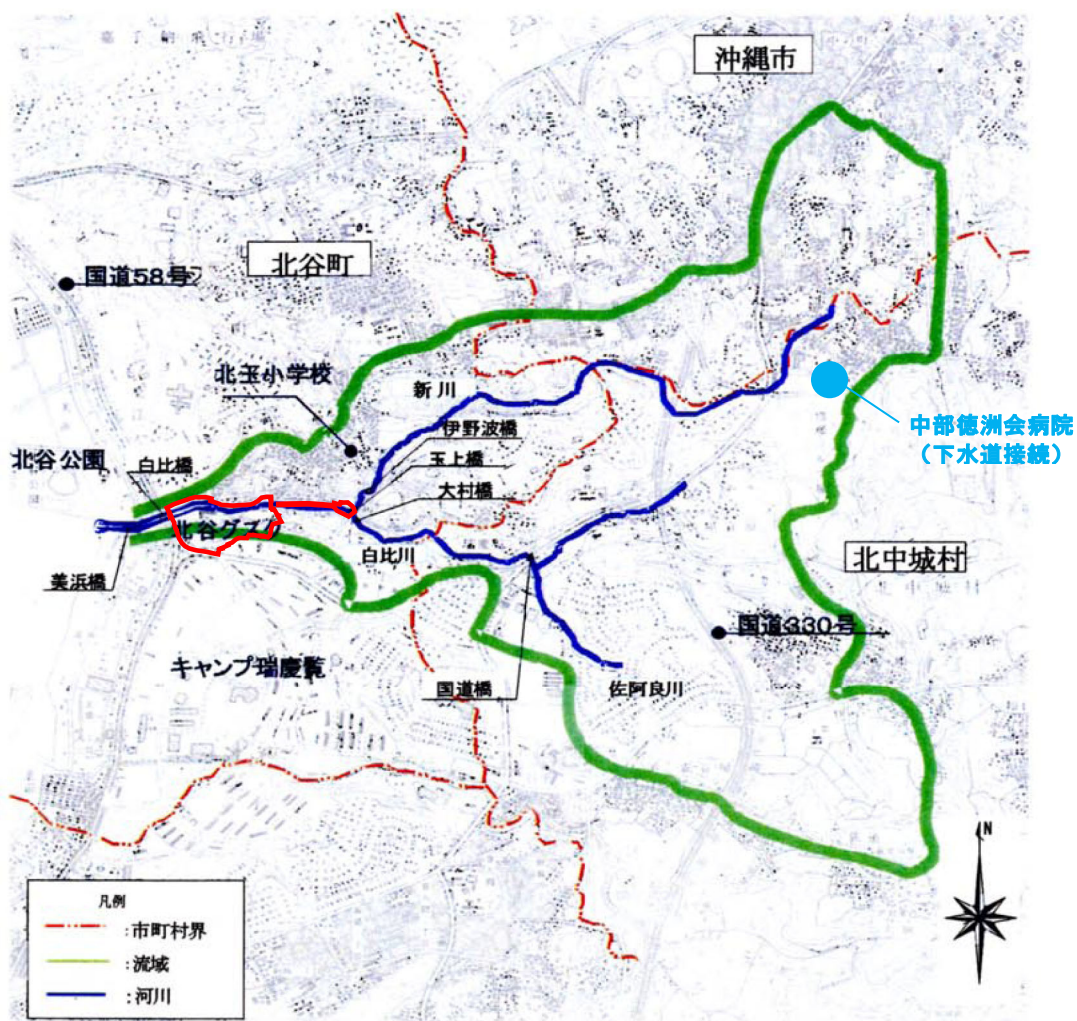 沖縄市
国道58号
北谷町
北玉小学校
新川
伊野波橋
中部徳洲会病院
(下水道接続)
北谷公園
白比橋
玉上橋
大村橋
北谷グスク
白比川
北中城村
美浜橋
国道330号
キャンプ瑞慶覧
国道橋
佐阿良川
N
凡例
:市町村界
:流域
:河川